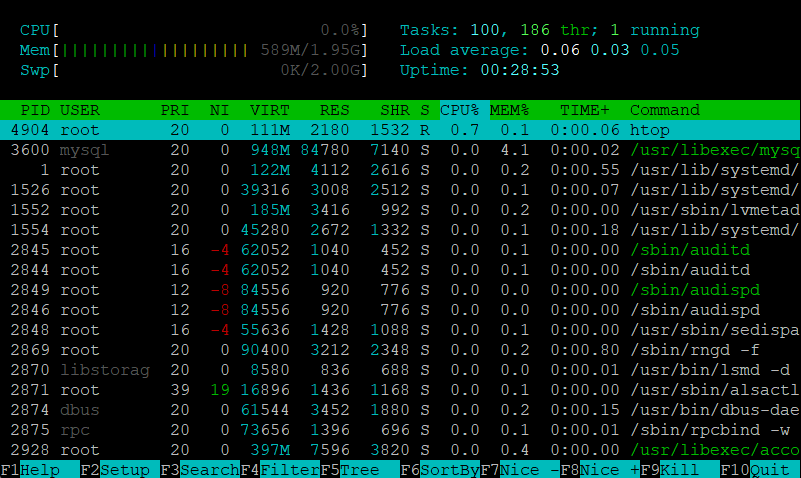 CPU[ 0.0%] Tasks: 100, 186 thr; 1 running
Mem[||||||||||||||||||| 589M/1.95G] Load average: 0.06 0.03 0.05
Swp[ 0K/2.00G] Uptime: 00:28:53
PID USER PRI NI VIRT RES SHR S CPU% MEM% TIME+ Command
4904 root 20 0 111M 2180 1532 R 0.7 0.1 0:00.06 htop
3600 mysql 20 0 948M 84780 7140 S 0.0 4.1 0:00.02 /usr/libexec/mysq
1 root 20 0 122M 4112 2616 S 0.0 0.2 0:00.55 /usr/lib/systemd/
1526 root 20 0 39316 3008 2512 S 0.0 0.1 0:00.07 /usr/lib/systemd/
1552 root 20 0 185M 3416 992 S 0.0 0.2 0:00.00 /usr/sbin/lvmetad
1554 root 20 0 45280 2672 1332 S 0.0 0.1 0:00.18 /usr/lib/systemd/
2845 root 16 -4 62052 1040 452 S 0.0 0.1 0:00.00 /sbin/auditd
2844 root 16 -4 62052 1040 452 S 0.0 0.1 0:00.00 /sbin/auditd
2849 root 12 -8 84556 920 776 S 0.0 0.0 0:00.00 /sbin/audispd
2846 root 12 -8 84556 920 776 S 0.0 0.0 0:00.00 /sbin/audispd
2848 root 16 -4 55636 1428 1088 S 0.0 0.1 0:00.00 /usr/sbin/sedispa
2869 root 20 0 90400 3212 2348 S 0.0 0.2 0:00.80 /sbin/rngd -f
2870 libstorag 20 0 8580 836 688 S 0.0 0.0 0:00.01 /usr/bin/lsmd -d
2871 root 39 19 16896 1436 1168 S 0.0 0.1 0:00.00 /usr/sbin/alsactl
2874 dbus 20 0 61544 3452 1880 S 0.0 0.2 0:00.15 /usr/bin/dbus-dae
2875 rpc 20 0 73656 1396 696 S 0.0 0.1 0:00.01 /sbin/rpcbind -w
2928 root 20 0 397M 7596 3820 S 0.0 0.4 0:00.00 /usr/libexec/acco
F1Help F2Setup F3SearchF4FilterF5Tree F6SortByF7Nice -F8Nice +F9Kill F10Quit